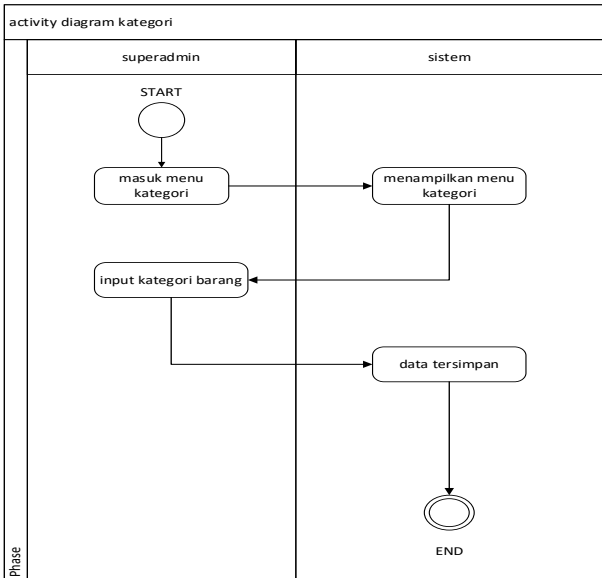 activity diagram kategori
superadmin
sistem
START
masuk menu
kategori
menampilkan menu
kategori
input kategori barang
data tersimpan
END
Phase